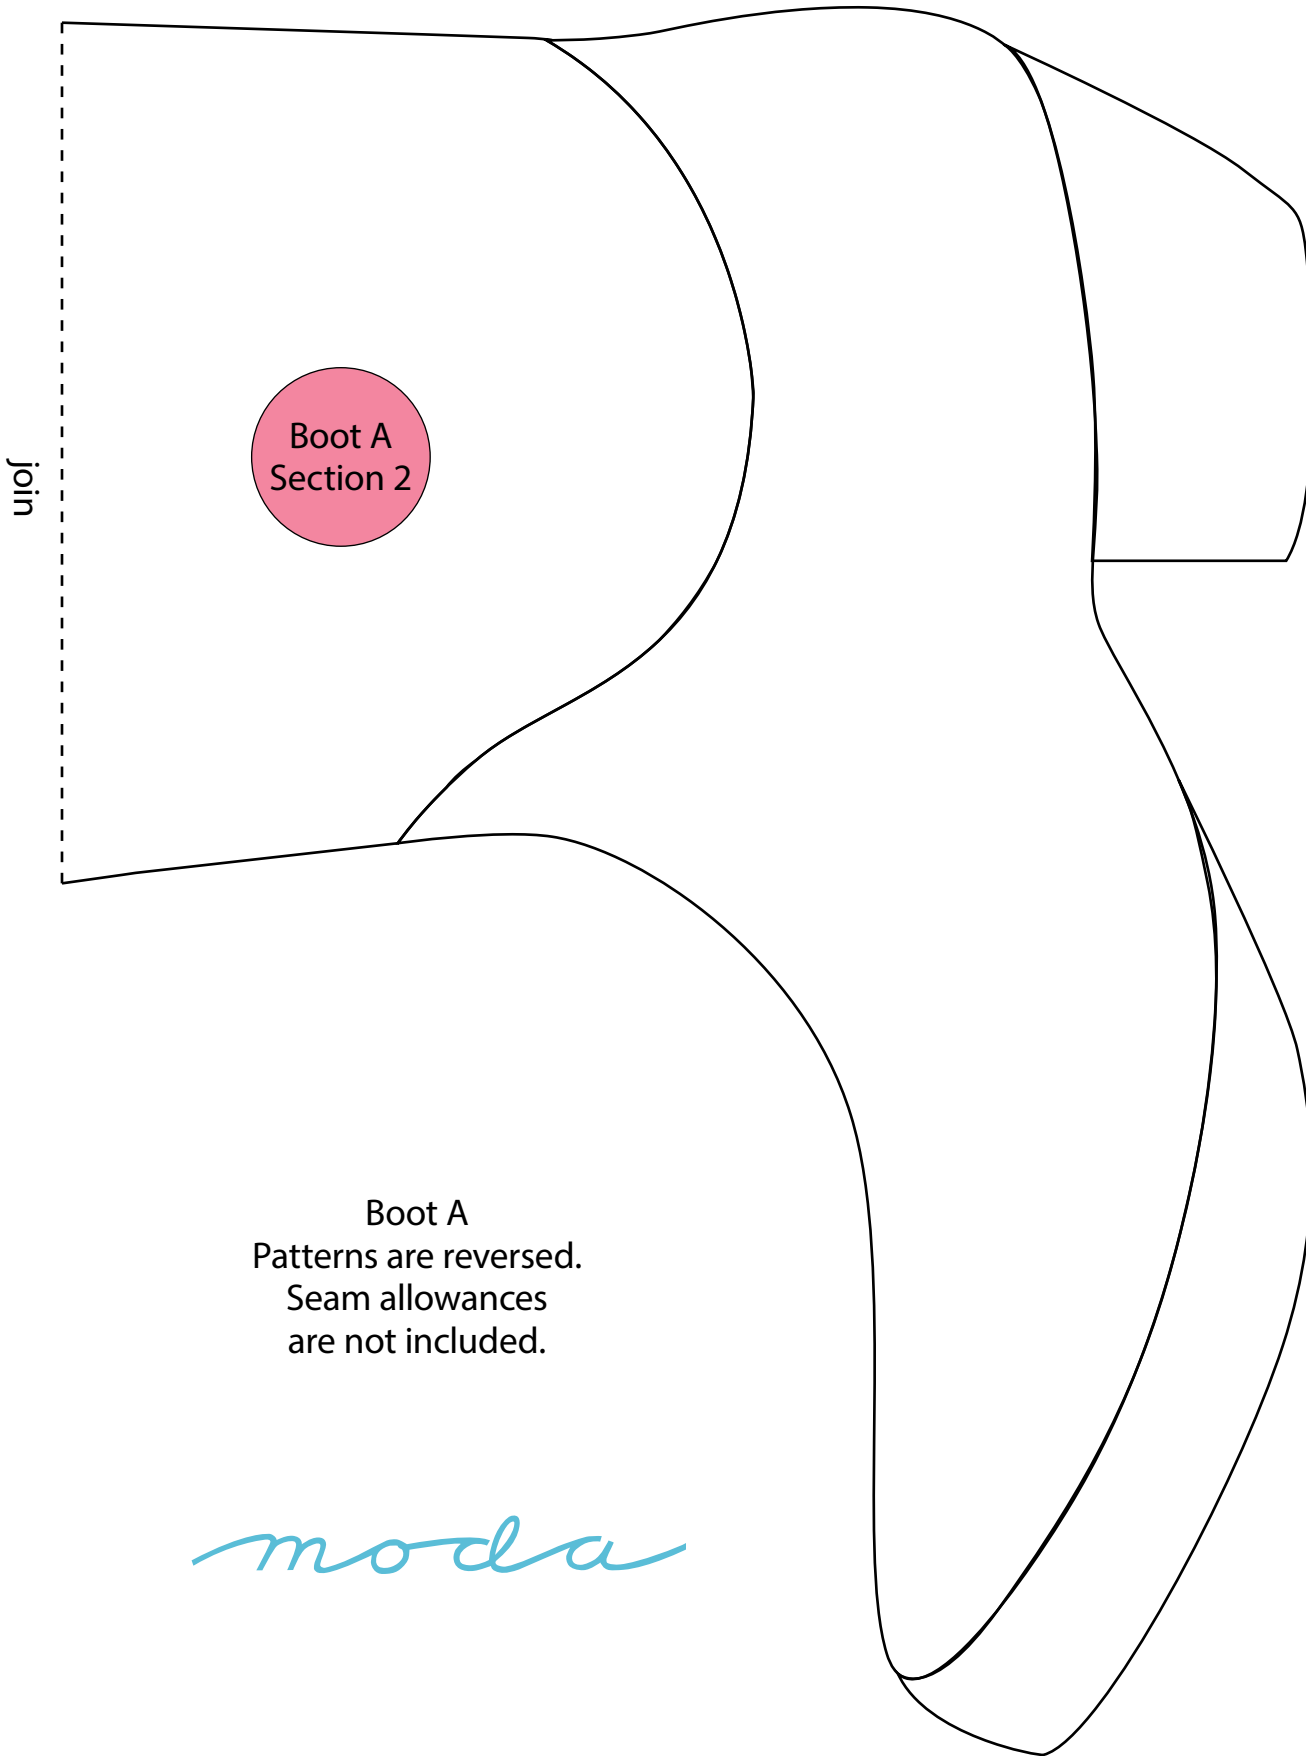 join
Boot A
Section 2
Boot A
Patterns are reversed.
Seam allowances
are not included.
moda